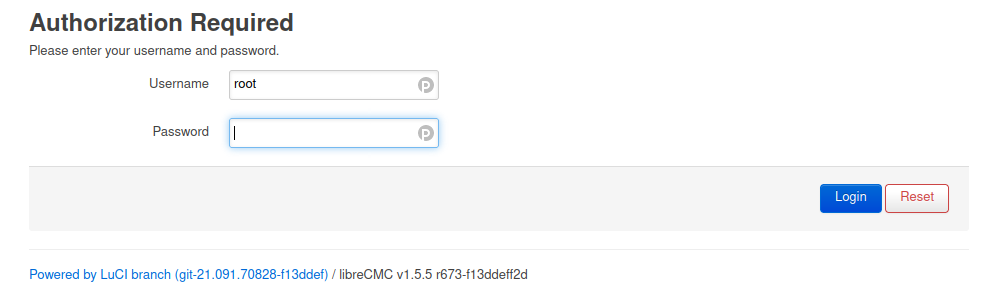 Authorization Required
Please enter your username and password.
Username root
Password
Login Reset
Powered by LuCI branch (git-21.091.70828-f13ddef) / libreCMC v1.5.5 r673-f13ddeff2d